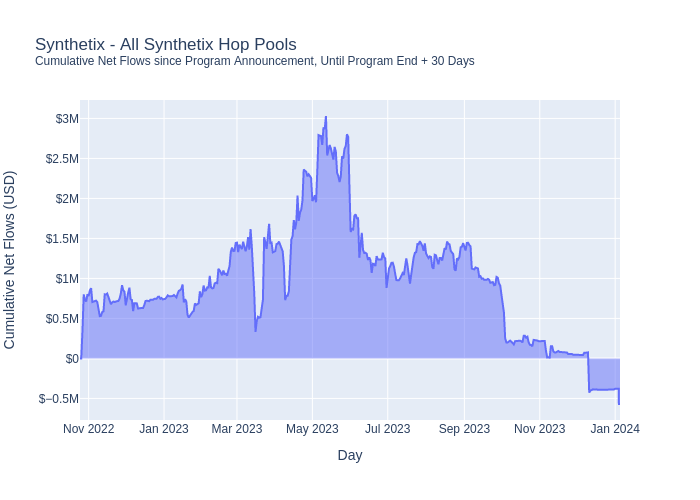 Synthetix - All Synthetix Hop Pools
Cumulative Net Flows since Program Announcement, Until Program End + 30 Days
Cumulative Net Flows (USD)
$3M
$2.5M
$2M
$1.5M
$1M
$0.5M
$0
$−0.5M
Nov 2022
Jan 2023
Mar 2023
May 2023
Jul 2023
Sep 2023
Nov 2023
Jan 2024
Day